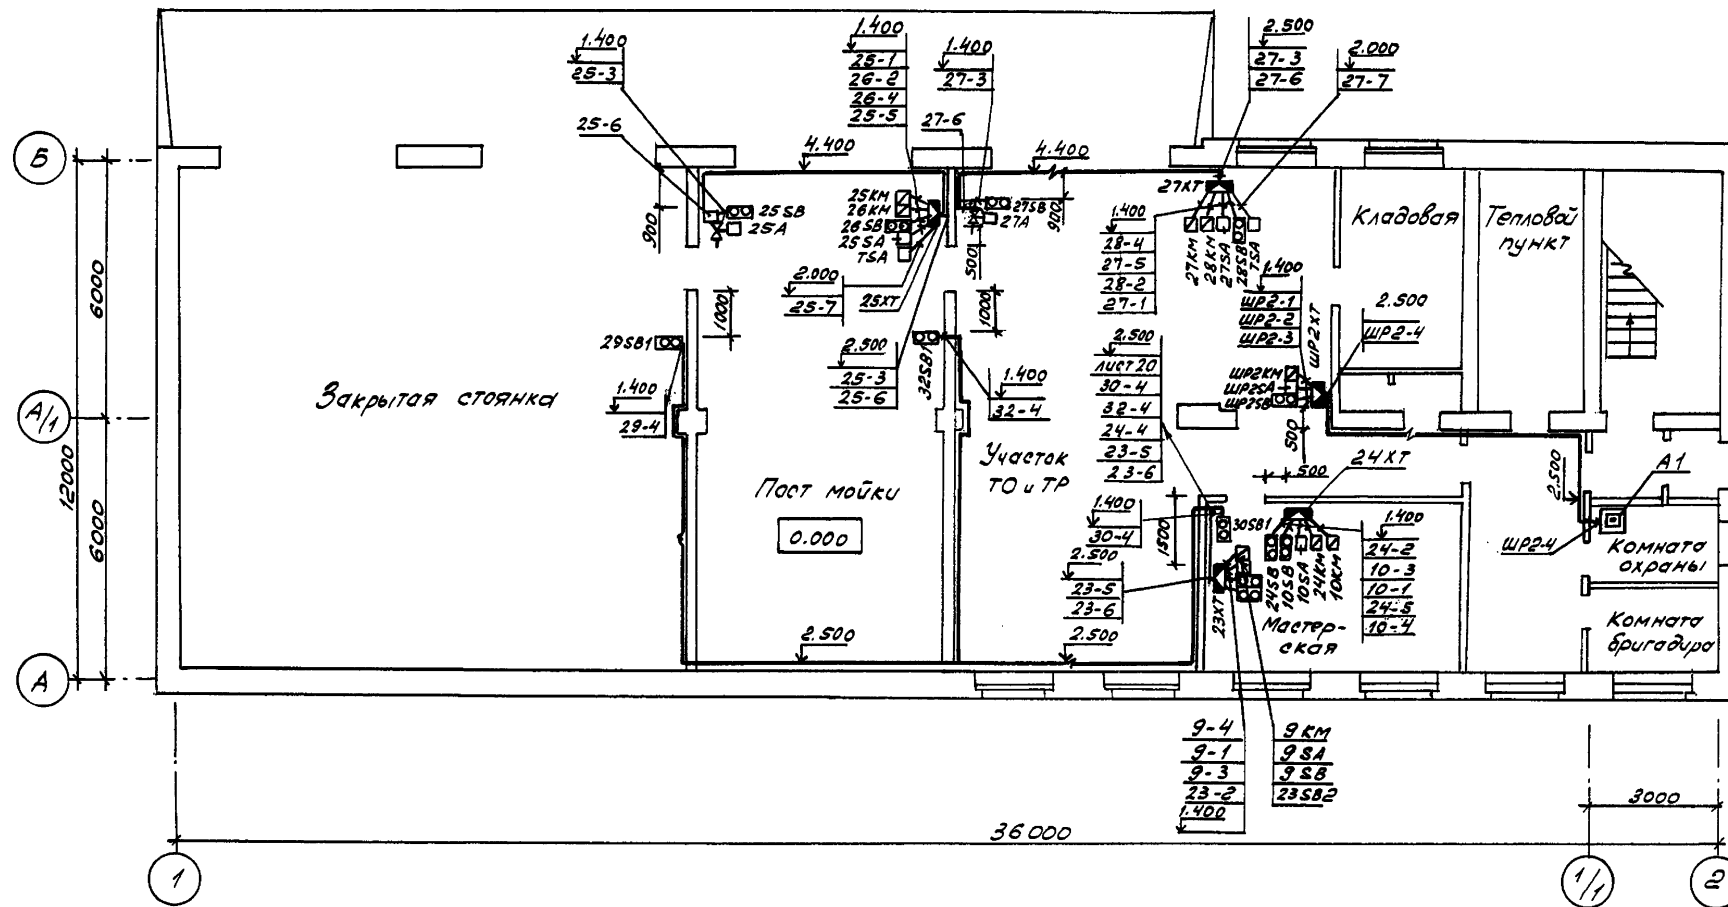 1.400
25-3
25-6
1.400
25-1
26-2
26-4
25-5
1.400
27-3
27-6
2.500
27-3
27-6
2.000
27-7
Б
4.400
4.400
900
25SB
25A
25КМ
26КМ
26SB
25SA
TSA
27SB
27A
500
900
27XT
27КМ
28КМ
27SA
28SB
TSA
Кладовая
Тепловой
пункт
1.400
28-4
27-5
28-2
27-1
6000
1000
2.000
25-7
25XT
1000
1.400
ШР2-1
ШР2-2
ШР2-3
ШР2XT
2.500
ШР2-4
29SB1
2.500
25-3
25-6
32SB1
2.500
лист 20
30-4
32-4
24-4
23-5
23-6
ШР2КМ
ШР2SA
ШР2SB
Закрытая стоянка
1.400
29-4
1.400
32-4
А/1
500
12000
Участок
ТО и ТР
500
24XT
2.500
А1
Пост мойки
0.000
1.400
30-4
1500
30SB1
1.400
24-2
10-3
10-1
24-5
10-4
ШР2-4
Комната
охраны
6000
2.500
23-5
23-6
23XT
24SB
10SB
10SA
24КМ
10КМ
Мастер-
ская
Комната
бригадира
2.500
2.500
А
9-4
9-1
9-3
23-2
1.400
9КМ
9SA
9SB
23SB2
3000
36000
1
1/1
2